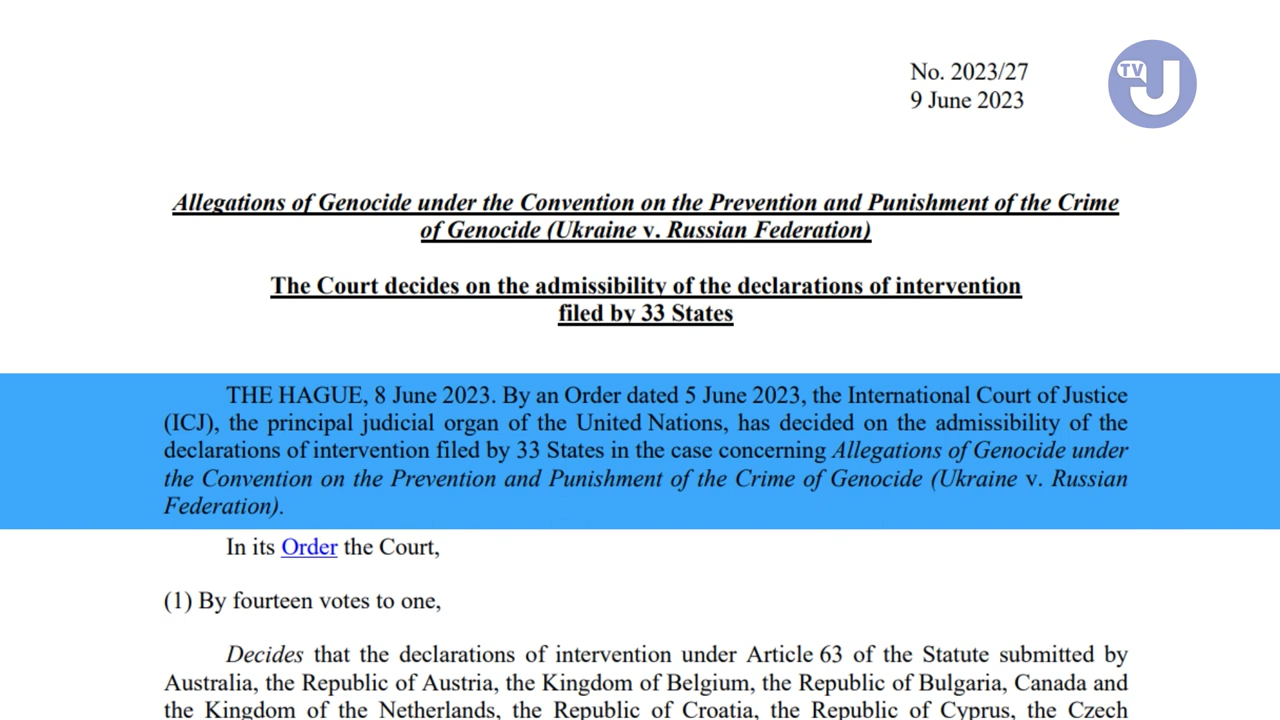 No. 2023/27
9 June 2023
TV
J
Allegations of Genocide under the Convention on the Prevention and Punishment of the Crime
of Genocide (Ukraine v. Russian Federation)
The Court decides on the admissibility of the declarations of intervention
filed by 33 States
THE HAGUE, 8 June 2023. By an Order dated 5 June 2023, the International Court of Justice
(ICJ), the principal judicial organ of the United Nations, has decided on the admissibility of the
declarations of intervention filed by 33 States in the case concerning Allegations of Genocide under
the Convention on the Prevention and Punishment of the Crime of Genocide (Ukraine v. Russian
Federation).
In its Order the Court,
(1) By fourteen votes to one,
Decides that the declarations of intervention under Article 63 of the Statute submitted by
Australia, the Republic of Austria, the Kingdom of Belgium, the Republic of Bulgaria, Canada and
the Kingdom of the Netherlands, the Republic of Croatia, the Republic of Cyprus, the Czech